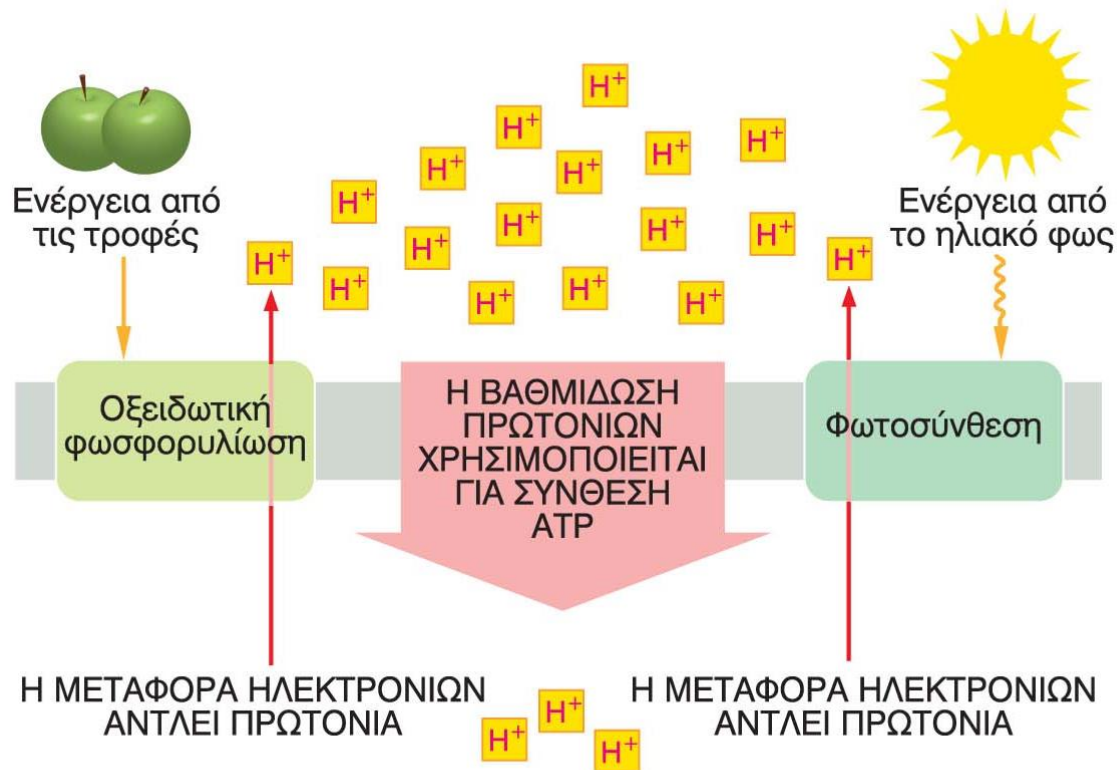 H⁺
H⁺
H⁺
H⁺
H⁺
H⁺
H⁺
Ενέργεια από
τις τροφές
H⁺
H⁺
H⁺
H⁺
H⁺
H⁺
H⁺
H⁺
H⁺
H⁺
H⁺
Ενέργεια από
το ηλιακό φως
Οξειδωτική
φωσφορυλίωση
Η ΒΑΘΜΙΔΩΣΗ
ΠΡΩΤΟΝΙΩΝ
ΧΡΗΣΙΜΟΠΟΙΕΙΤΑΙ
ΓΙΑ ΣΥΝΘΕΣΗ
ATP
Φωτοσύνθεση
Η ΜΕΤΑΦΟΡΑ ΗΛΕΚΤΡΟΝΙΩΝ
ΑΝΤΛΕΙ ΠΡΩΤΟΝΙΑ
H⁺
H⁺
H⁺
Η ΜΕΤΑΦΟΡΑ ΗΛΕΚΤΡΟΝΙΩΝ
ΑΝΤΛΕΙ ΠΡΩΤΟΝΙΑ